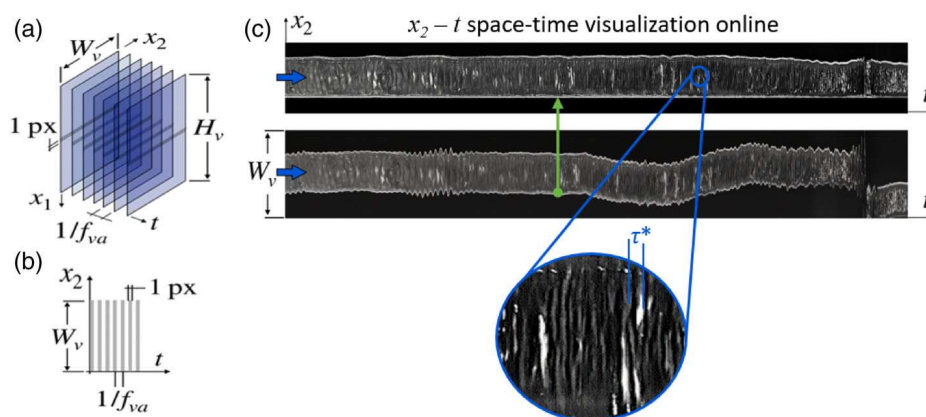 (a)
W_v
x_2
1 px
H_v
x_1
1/f_va
t
(b)
x_2
1 px
W_v
t
1/f_va
(c)
x_2
x_2 – t space-time visualization online
t
W_v
t
τ*